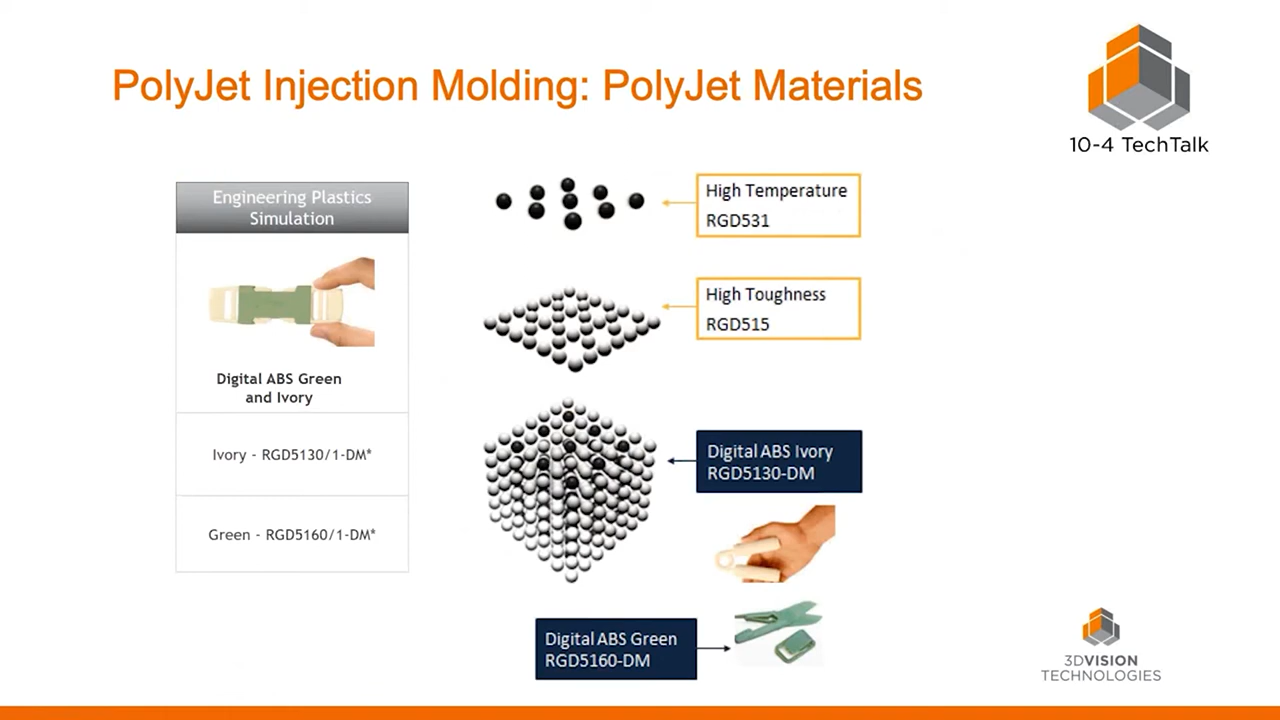 PolyJet Injection Molding: PolyJet Materials
10-4 TechTalk
Engineering Plastics
Simulation
Digital ABS Green
and Ivory
Ivory - RGD5130/1-DM*
Green - RGD5160/1-DM*
High Temperature
RGD531
High Toughness
RGD515
Digital ABS Ivory
RGD5130-DM
Digital ABS Green
RGD5160-DM
3DVISION
TECHNOLOGIES